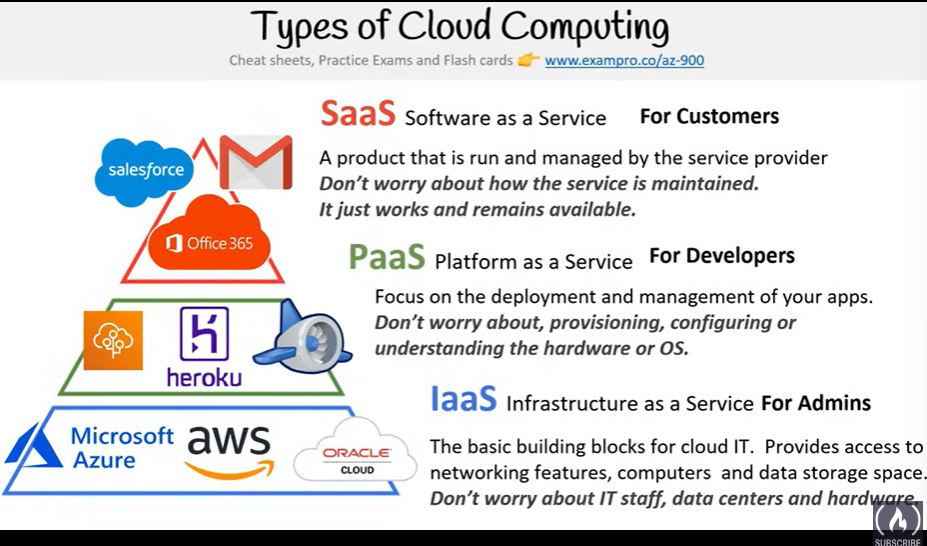 Types of Cloud Computing
Cheat sheets, Practice Exams and Flash cards 👉 www.exampro.co/az-900
SaaS Software as a Service For Customers
A product that is run and managed by the service provider
Don't worry about how the service is maintained.
It just works and remains available.
salesforce
Office 365
PaaS Platform as a Service For Developers
Focus on the deployment and management of your apps.
Don't worry about, provisioning, configuring or
understanding the hardware or OS.
heroku
IaaS Infrastructure as a Service For Admins
The basic building blocks for cloud IT. Provides access to
networking features, computers and data storage space.
Don't worry about IT staff, data centers and hardware.
Microsoft
Azure
aws
ORACLE
CLOUD
SUBSCRIBE